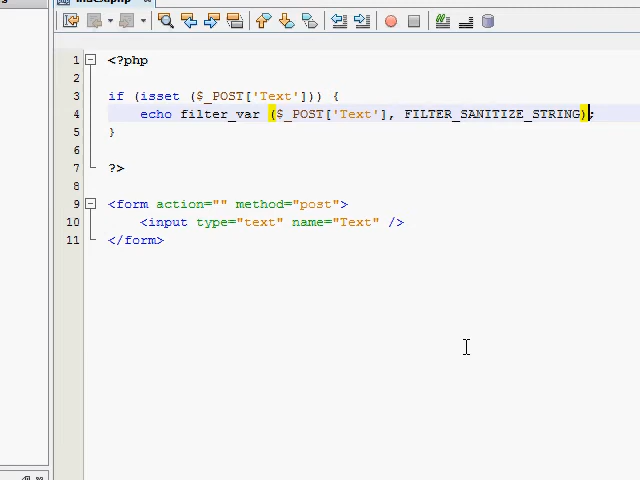 1 <?php
2
3 if (isset ($_POST['Text'])) {
4 echo filter_var ($_POST['Text'], FILTER_SANITIZE_STRING);
5 }
6
7 ?>
8
9 <form action="" method="post">
10 <input type="text" name="Text" />
11 </form>